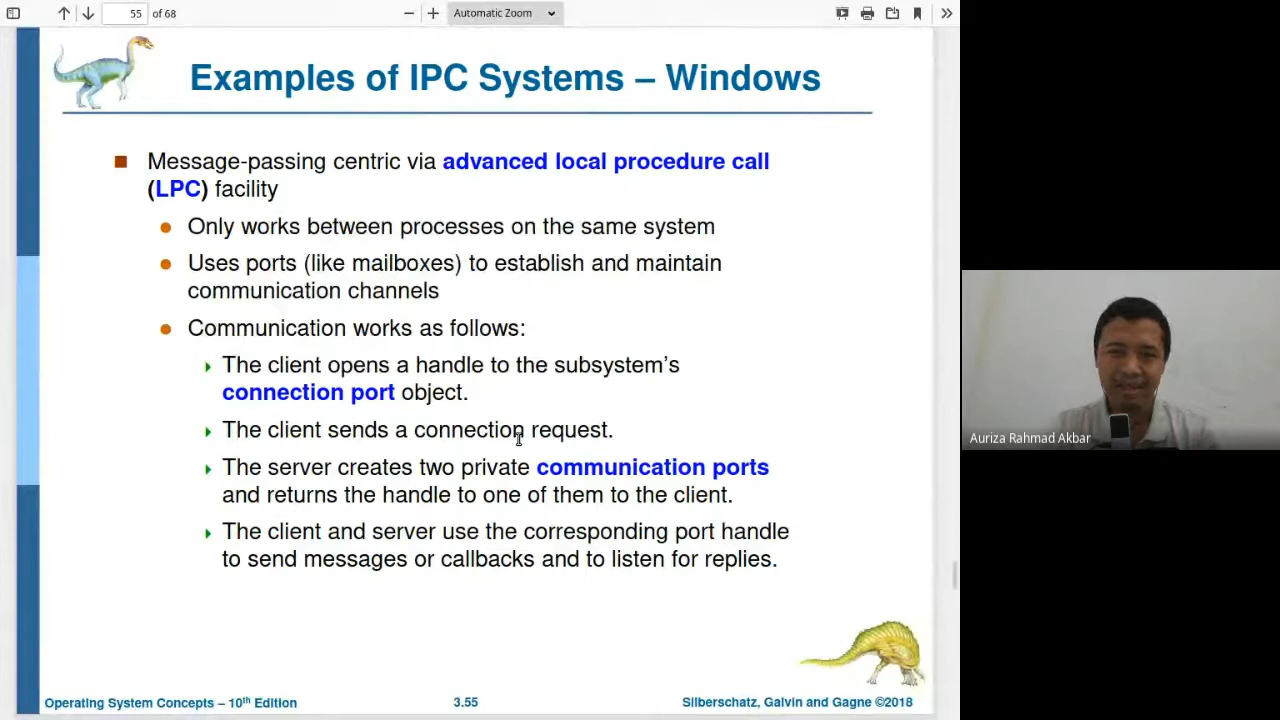 55 of 68
Automatic Zoom
Examples of IPC Systems – Windows
Message-passing centric via advanced local procedure call
(LPC) facility
Only works between processes on the same system
Uses ports (like mailboxes) to establish and maintain
communication channels
Communication works as follows:
The client opens a handle to the subsystem’s
connection port object.
The client sends a connection request.
The server creates two private communication ports
and returns the handle to one of them to the client.
The client and server use the corresponding port handle
to send messages or callbacks and to listen for replies.
Operating System Concepts – 10th Edition
3.55
Silberschatz, Galvin and Gagne ©2018
Auriza Rahmad Akbar